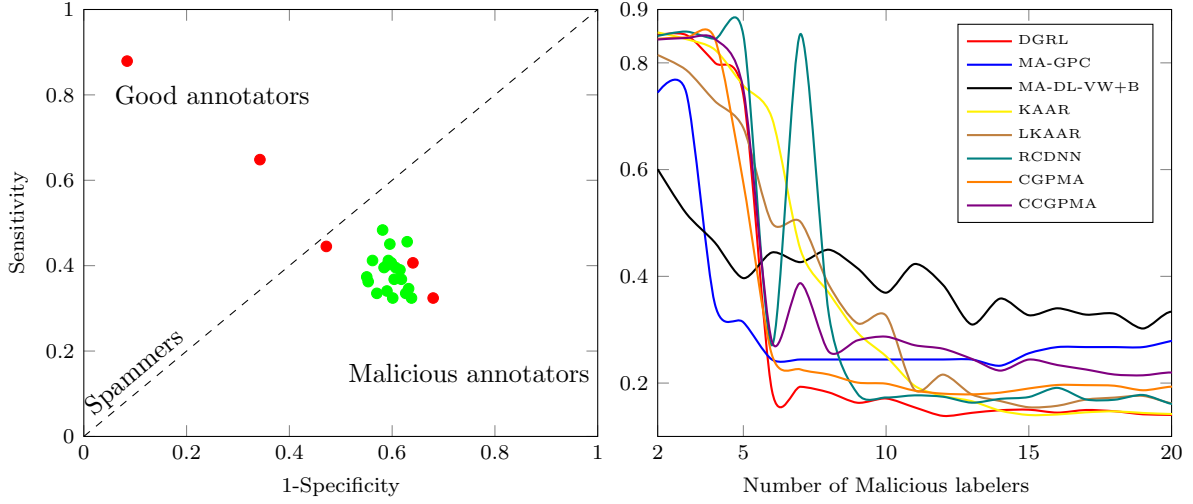 1
0.8
0.6
0.4
0.2
0
0
0.2
0.4
0.6
0.8
1
Sensitivity
1-Specificity
Good annotators
Spammers
Malicious annotators
0.9
0.8
0.6
0.4
0.2
2
5
10
15
20
Number of Malicious labelers
DGRL
MA-GPC
MA-DL-VW+B
KAAR
LKAAR
RCDNN
CGPMA
CCGPMA